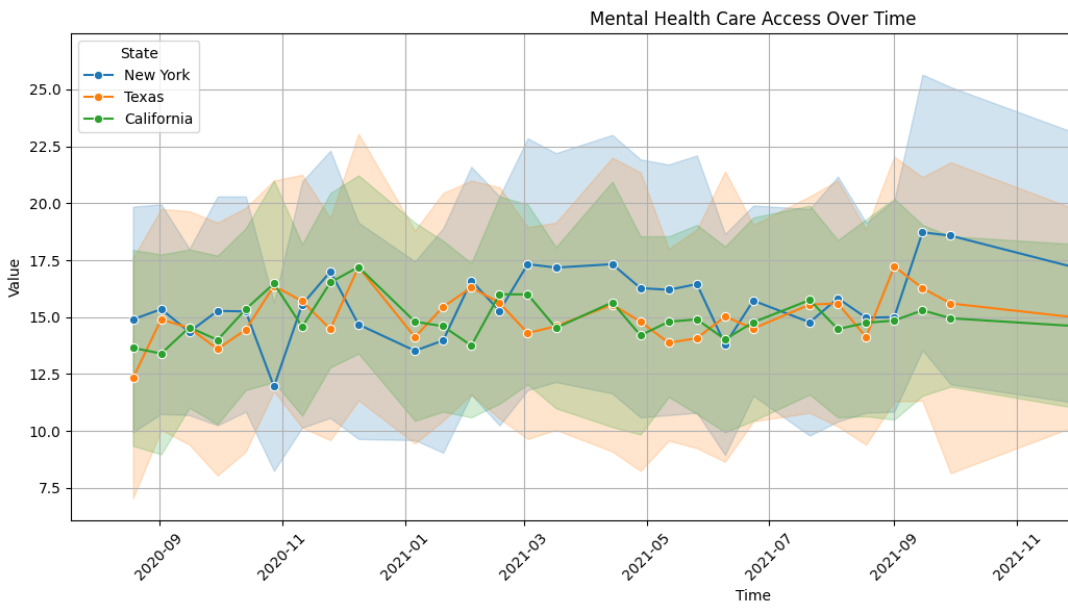 Mental Health Care Access Over Time
State
New York
Texas
California
25.0
22.5
20.0
17.5
15.0
12.5
10.0
7.5
Value
2020-09
2020-11
2021-01
2021-03
2021-05
2021-07
2021-09
2021-11
Time